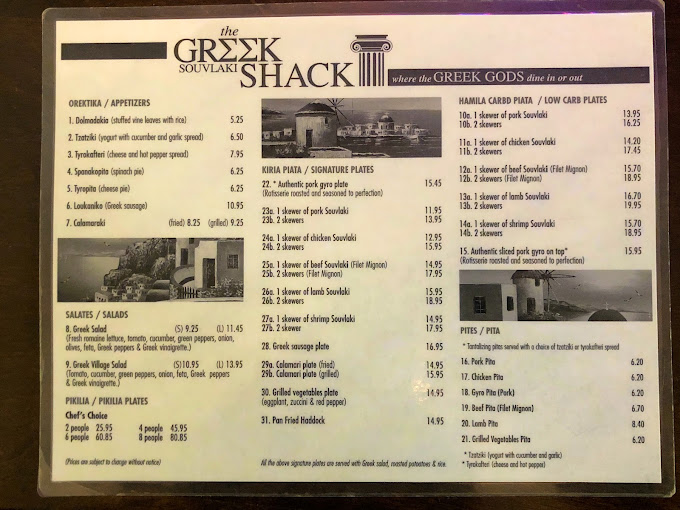 the
GRΣΣK
SOUVLAKI
SHACK
where the GREEK GODS dine in or out
OREKTIKA / APPETIZERS
1. Dolmadakia (stuffed vine leaves with rice) 5.25
2. Tzatziki (yogurt with cucumber and garlic spread) 6.50
3. Tyrokafteri (cheese and hot pepper spread) 7.95
4. Spanakopita (spinach pie) 6.25
5. Tyropita (cheese pie) 6.25
6. Loukaniko (Greek sausage) 10.95
7. Calamaraki (fried) 8.25 (grilled) 9.25
SALATES / SALADS
8. Greek Salad (S) 9.25 (L) 11.45
(Fresh romaine lettuce, tomato, cucumber, green peppers, onion,
olives, feta, Greek peppers & Greek vinaigrette.)
9. Greek Village Salad (S)10.95 (L) 13.95
(Tomato, cucumber, green peppers, onion, feta, Greek peppers
& Greek vinaigrette.)
PIKILIA / PIKILIA PLATES
Chef's Choice
2 people 25.95 4 people 45.95
6 people 60.85 8 people 80.85
(Prices are subject to change without notice)
KIRIA PIATA / SIGNATURE PLATES
22. * Authentic pork gyro plate 15.45
(Rotisserie roasted and seasoned to perfection)
23a. 1 skewer of pork Souvlaki 11.95
23b. 2 skewers 13.95
24a. 1 skewer of chicken Souvlaki 12.95
24b. 2 skewers 15.95
25a. 1 skewer of beef Souvlaki (Filet Mignon) 14.95
25b. 2 skewers (Filet Mignon) 17.95
26a. 1 skewer of lamb Souvlaki 15.95
26b. 2 skewers 18.95
27a. 1 skewer of shrimp Souvlaki 14.95
27b. 2 skewer 17.95
28. Greek sausage plate 16.95
29a. Calamari plate (fried) 14.95
29b. Calamari plate (grilled) 15.95
30. Grilled vegetables plate 14.95
(eggplant, zuccini & red pepper)
31. Pan Fried Haddock 14.95
All the above signature plates are served with Greek salad, roasted potatoes & rice.
HAMILA CARBD PIATA / LOW CARB PLATES
10a. 1 skewer of pork Souvlaki 13.95
10b. 2 skewers 16.25
11a. 1 skewer of chicken Souvlaki 14.20
11b. 2 skewers 17.45
12a. 1 skewer of beef Souvlaki (Filet Mignon) 15.70
12b. 2 skewers (Filet Mignon) 18.95
13a. 1 skewer of lamb Souvlaki 16.70
13b. 2 skewers 19.95
14a. 1 skewer of shrimp Souvlaki 15.70
14b. 2 skewers 18.95
15. Authentic sliced pork gyro on top* 15.95
(Rotisserie roasted and seasoned to perfection)
PITES / PITA
* Tantalizing pites served with a choice of tzatziki or tyrokafteri spread
16. Pork Pita 6.20
17. Chicken Pita 6.20
18. Gyro Pita (Pork) 6.20
19. Beef Pita (Filet Mignon) 6.70
20. Lamb Pita 8.40
21. Grilled Vegetables Pita 6.20
* Tzatziki (yogurt with cucumber and garlic)
* Tyrokafteri (cheese and hot pepper)